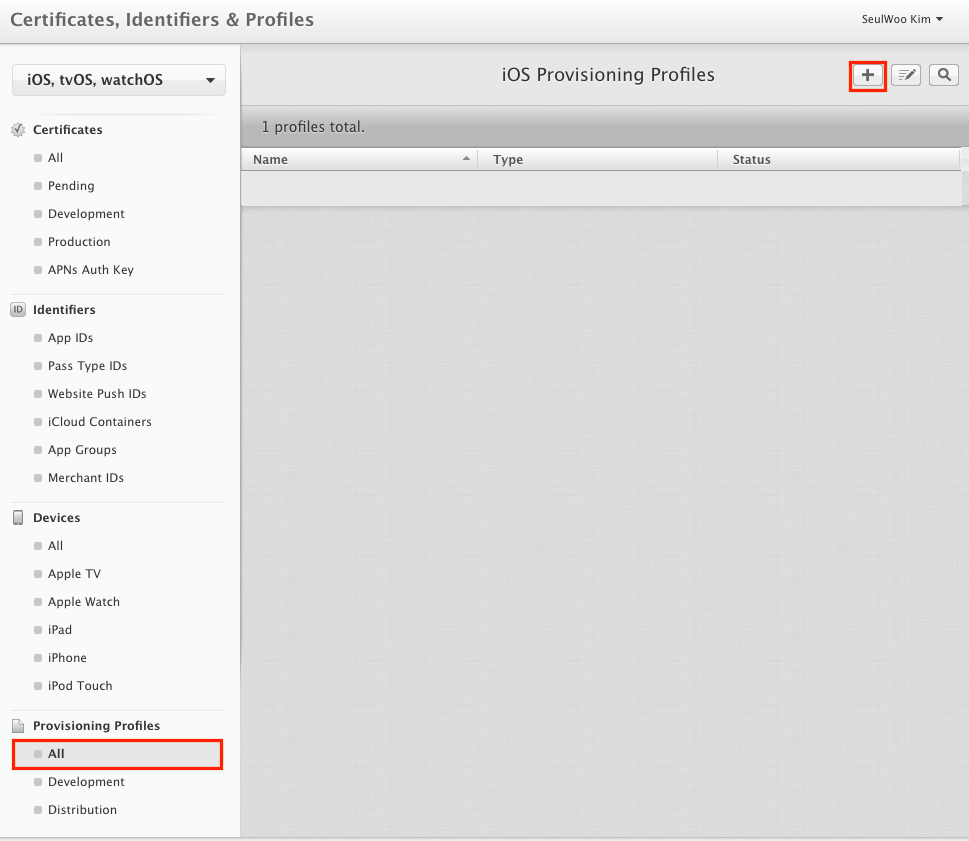 Certificates, Identifiers & Profiles
SeulWoo Kim
iOS, tvOS, watchOS
Certificates
All
Pending
Development
Production
APNs Auth Key
ID
Identifiers
App IDs
Pass Type IDs
Website Push IDs
iCloud Containers
App Groups
Merchant IDs
Devices
All
Apple TV
Apple Watch
iPad
iPhone
iPod Touch
Provisioning Profiles
All
Development
Distribution
iOS Provisioning Profiles
1 profiles total.
Name Type Status